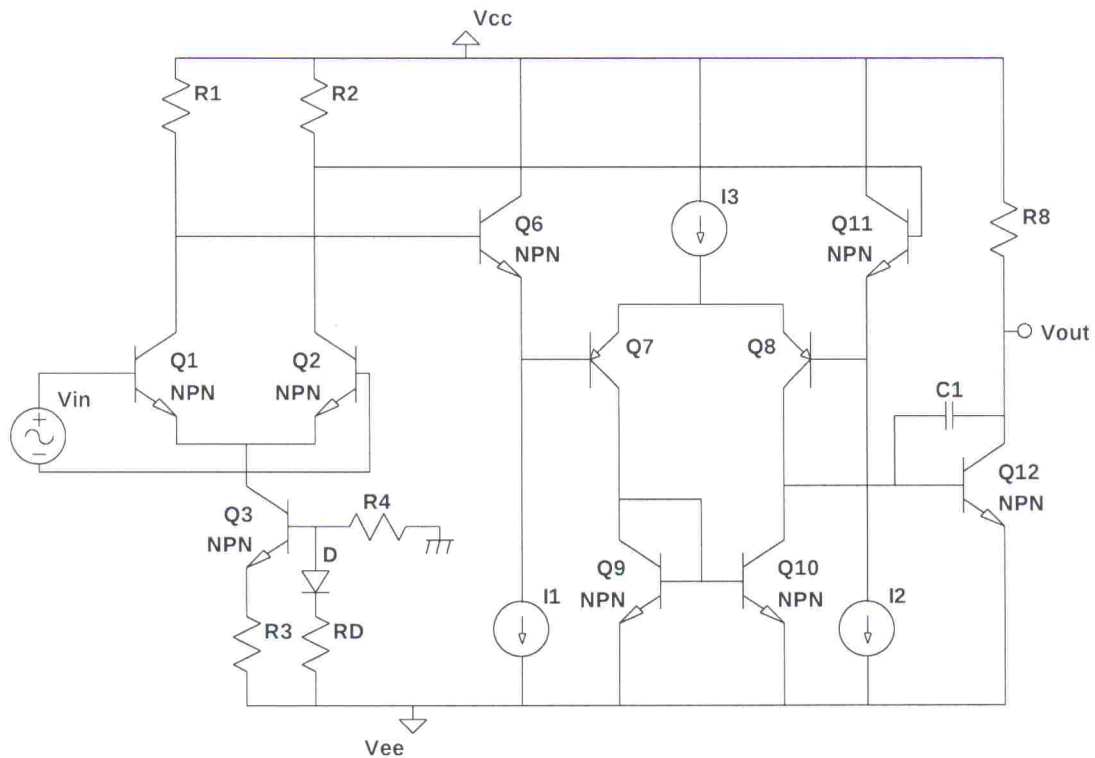 Vcc
R1
R2
I3
Q6
NPN
Q11
NPN
R8
Vout
Q1
NPN
Q2
NPN
Q7
Q8
Vin
+
−
C1
Q12
NPN
R4
Q3
NPN
D
Q9
NPN
Q10
NPN
I1
I2
R3
RD
Vee